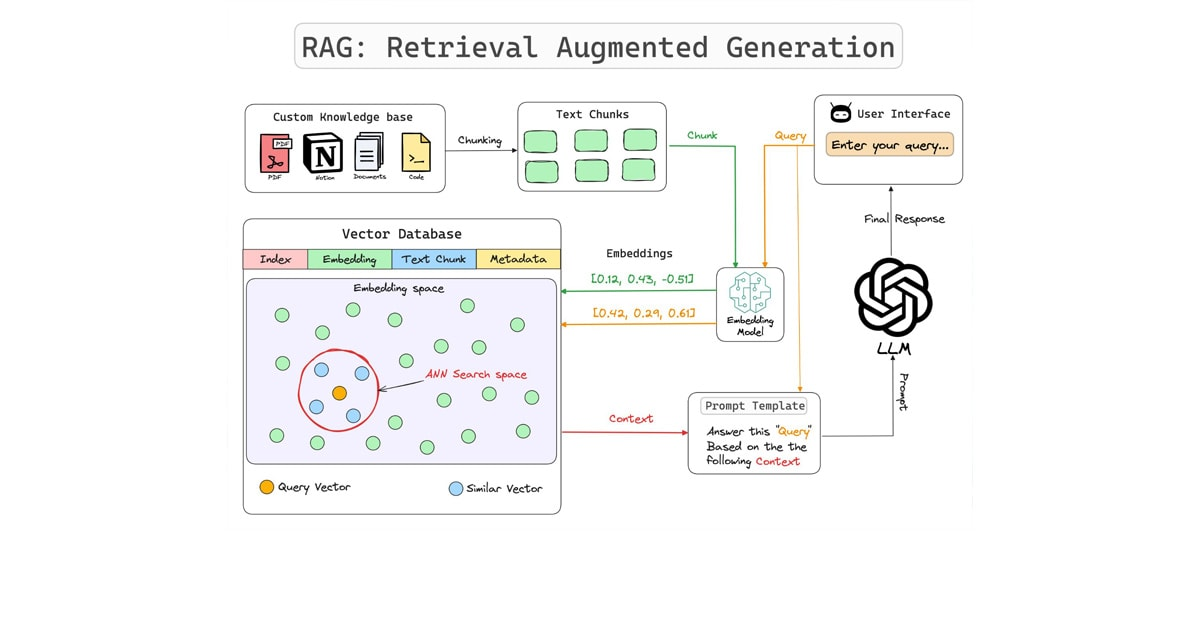 RAG: Retrieval Augmented Generation
Custom Knowledge base
PDF
N
PDF
Notion
Documents
Code
Chunking
Text Chunks
Chunk
Query
User Interface
Enter your query...
Final Response
LLM
Prompt
Vector Database
Index
Embedding
Text Chunk
Metadata
Embedding space
ANN Search space
Query Vector
Similar Vector
Embeddings
[0.12, 0.43, -0.51]
[0.42, 0.29, 0.61]
Embedding
Model
Context
Prompt Template
Answer this "Query"
Based on the the
following Context